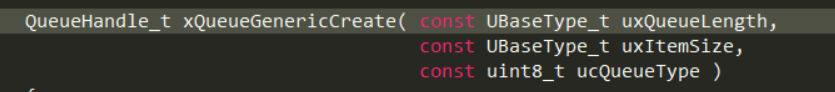 QueueHandle_t xQueueGenericCreate( const UBaseType_t uxQueueLength,
const UBaseType_t uxItemSize,
const uint8_t ucQueueType )